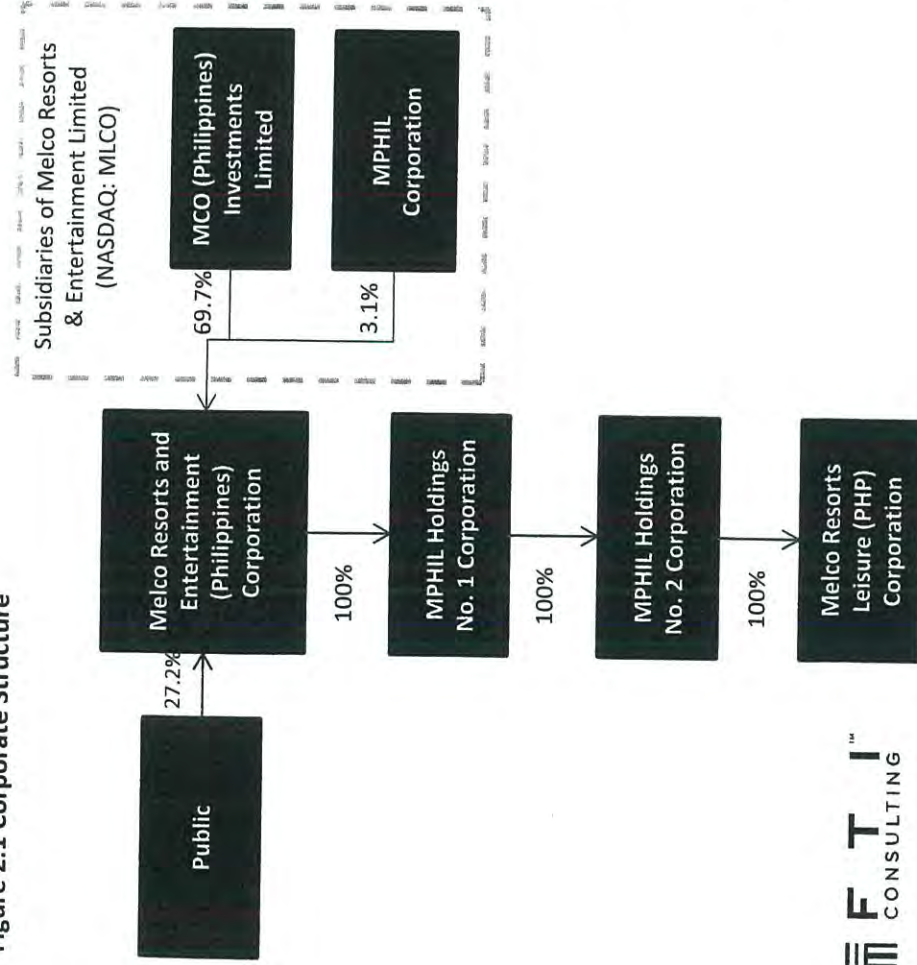 Figure 2.1 Corporate Structure
Subsidiaries of Melco Resorts
& Entertainment Limited
(NASDAQ: MLCO)
MCO (Philippines)
Investments
Limited
69.7%
MPHIL
Corporation
3.1%
Public
27.2%
Melco Resorts and
Entertainment
(Philippines)
Corporation
100%
MPHIL Holdings
No. 1 Corporation
100%
MPHIL Holdings
No. 2 Corporation
100%
Melco Resorts
Leisure (PHP)
Corporation
F T I ™
CONSULTING